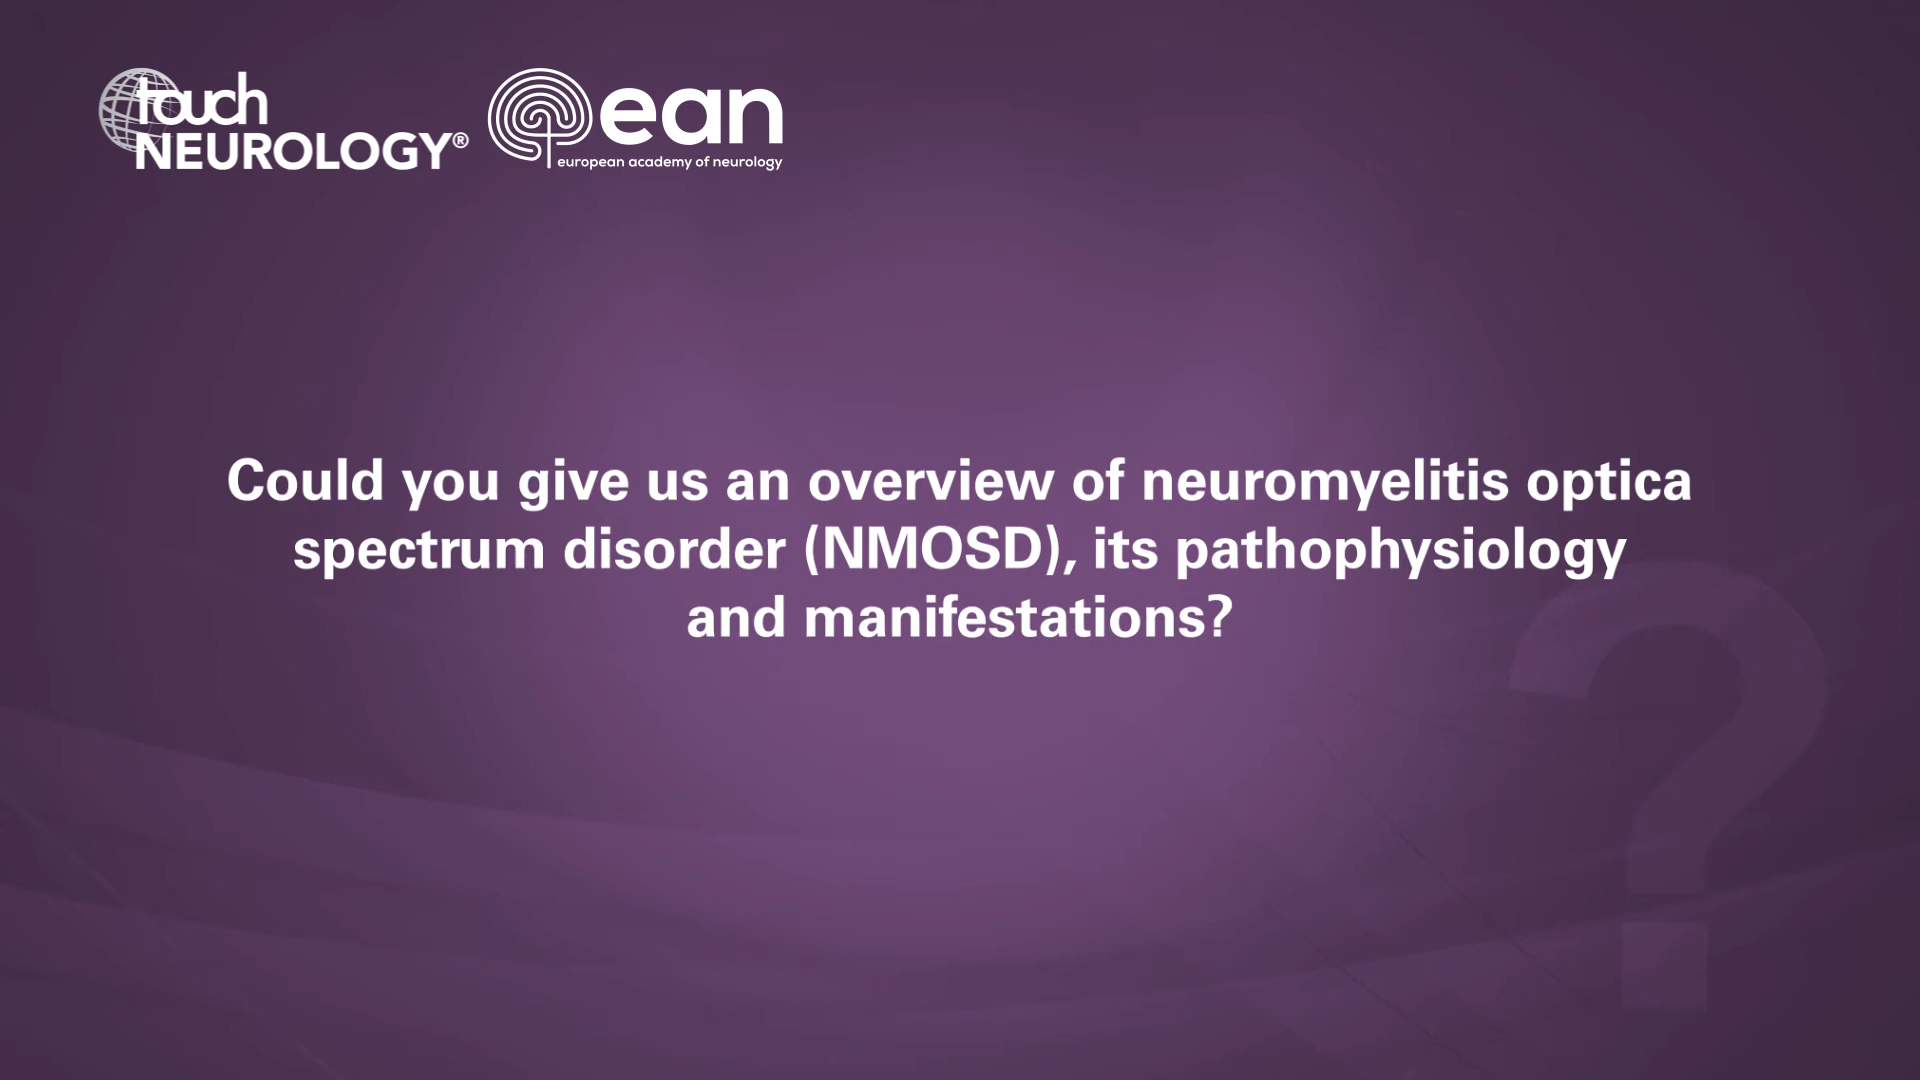 touch
NEUROLOGY®
ean
european academy of neurology
Could you give us an overview of neuromyelitis optica
spectrum disorder (NMOSD), its pathophysiology
and manifestations?
?